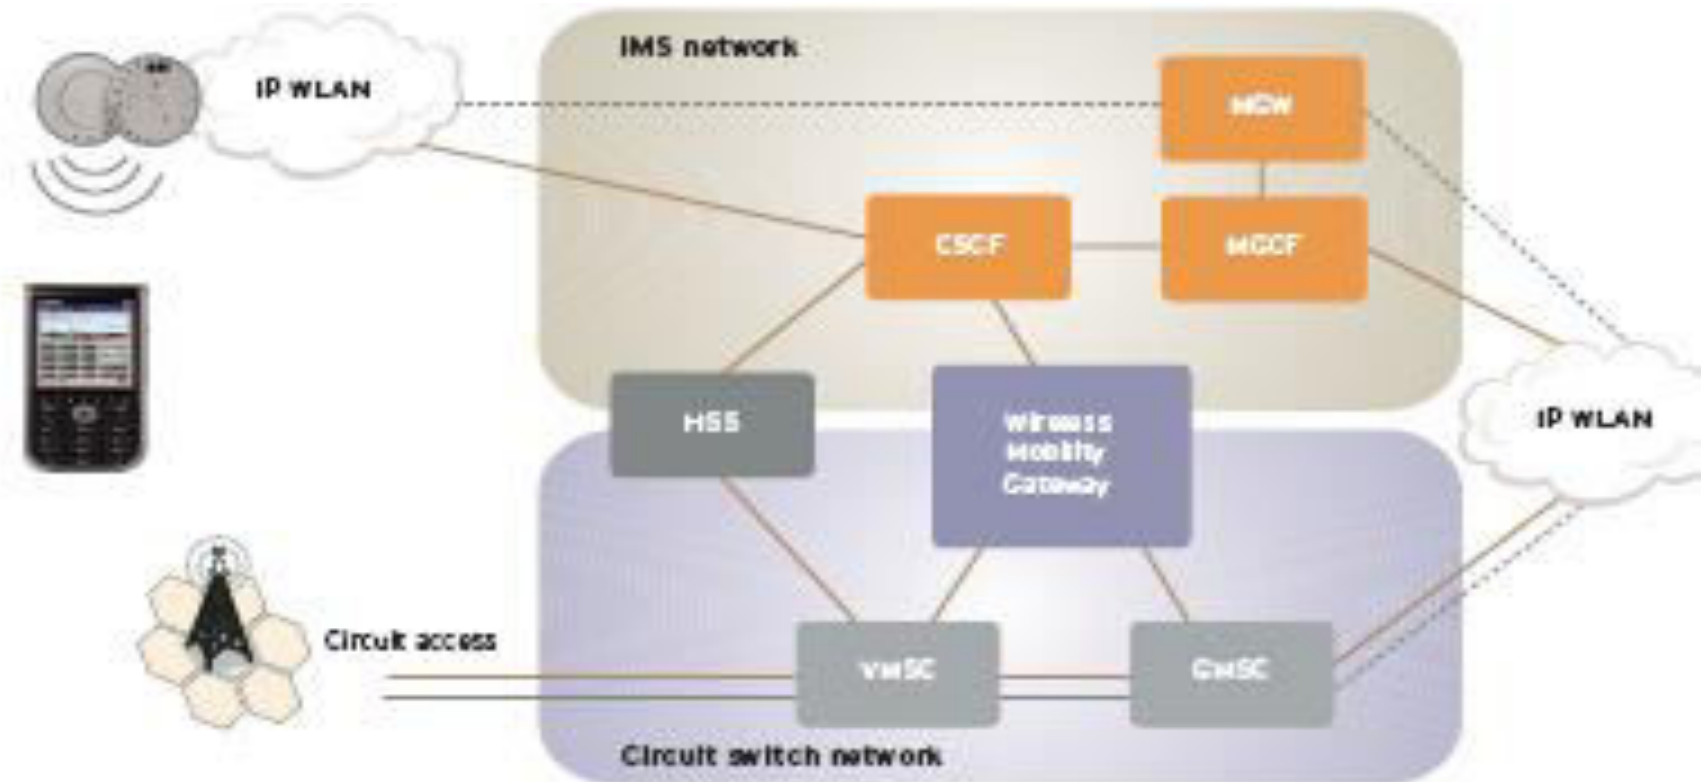 IMS network
IP WLAN
MGW
CSCF
MGCF
HSS
Wireless
Mobility
Gateway
IP WLAN
Circuit access
VMSC
GMSC
Circuit switch network